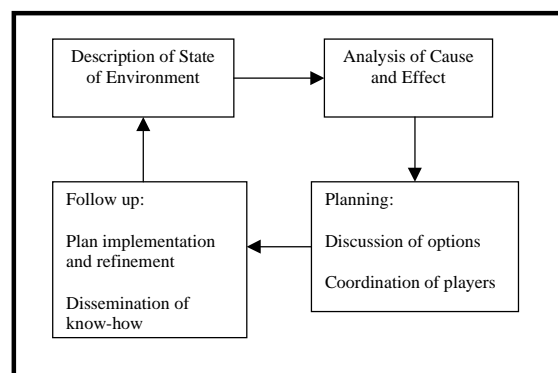 Description of State
of Environment
Analysis of Cause
and Effect
Planning:
Discussion of options
Coordination of players
Follow up:
Plan implementation
and refinement
Dissemination of
know-how